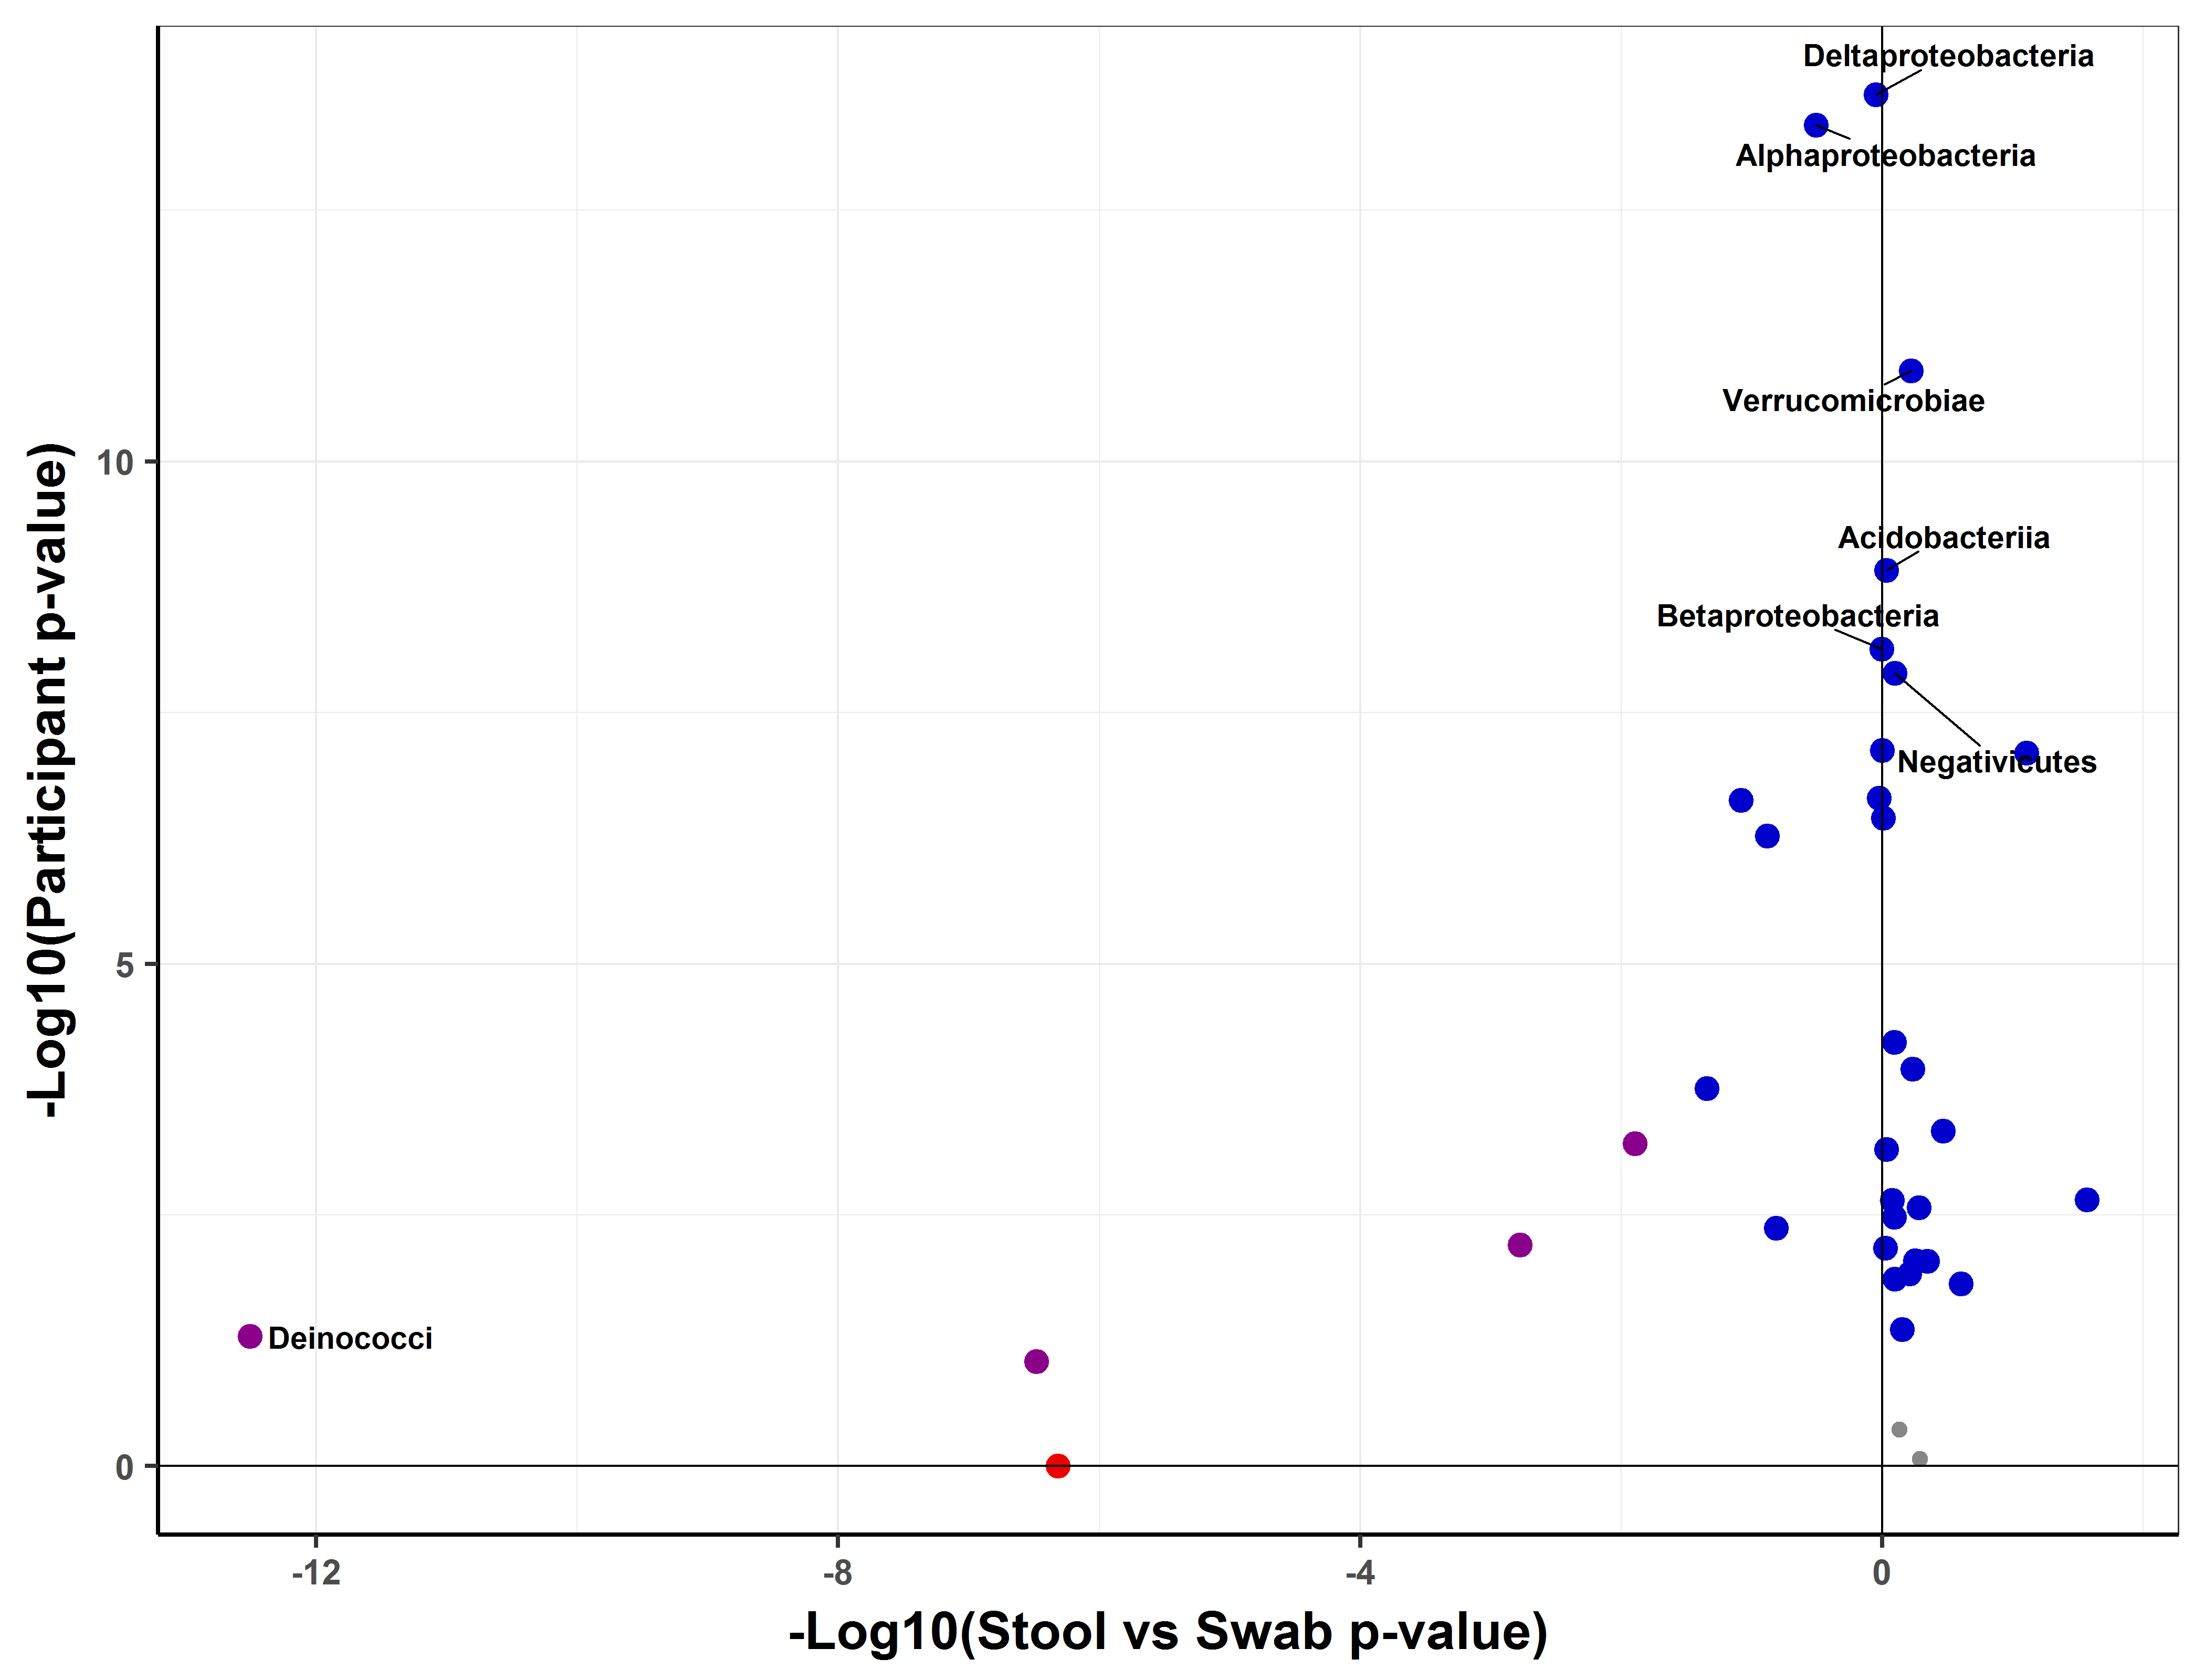 Deltaproteobacteria
Alphaproteobacteria
Verrucomicrobiae
10
Acidobacteriia
Betaproteobacteria
Negativicutes
5
Deinococci
0
-12
-8
-4
0
-Log10(Stool vs Swab p-value)
-Log10(Participant p-value)